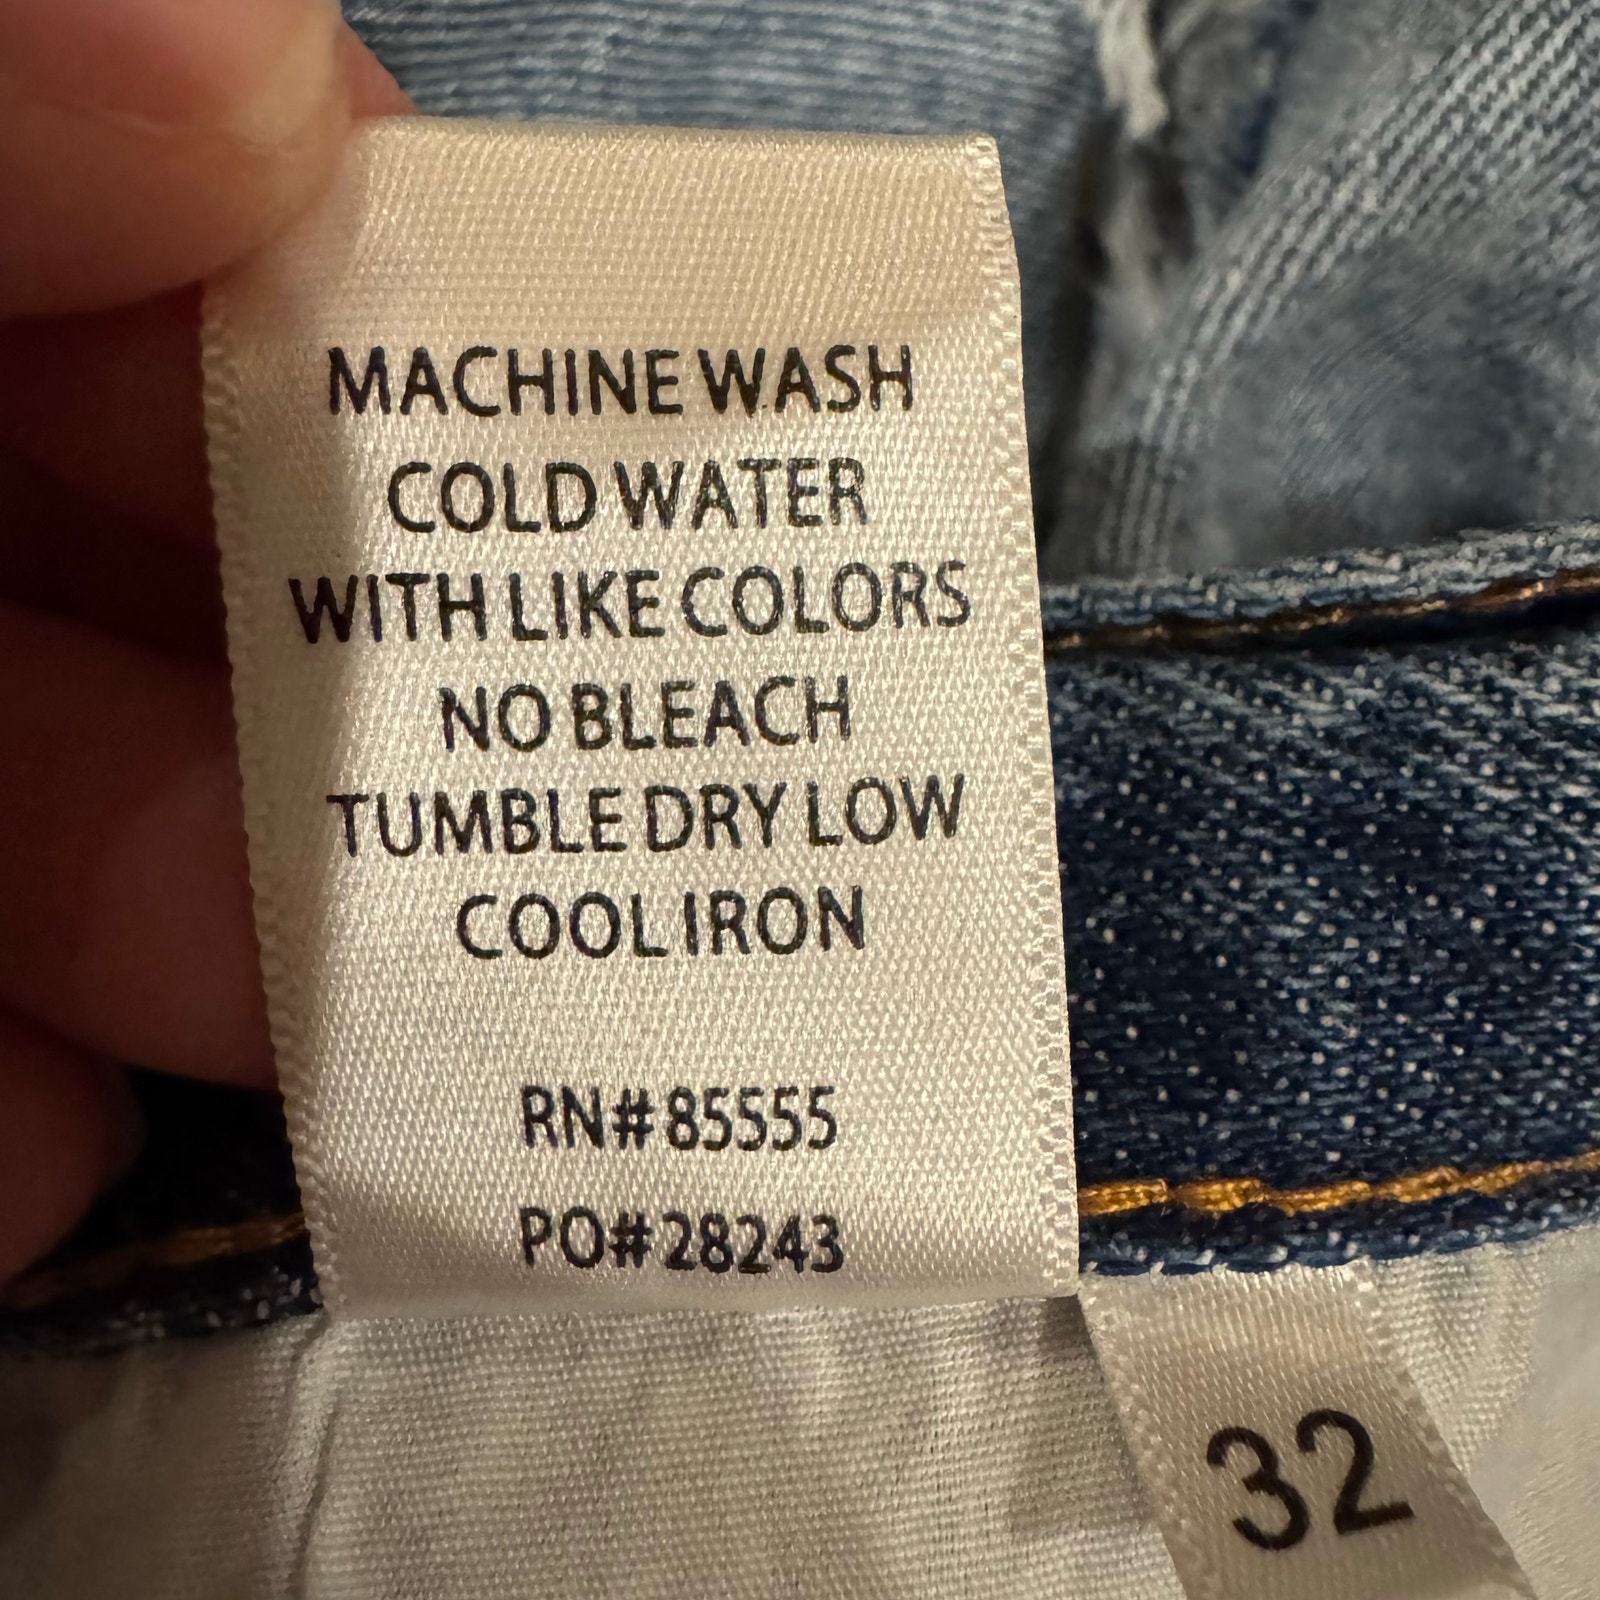 MACHINE WASH
COLD WATER
WITH LIKE COLORS
NO BLEACH
TUMBLE DRY LOW
COOL IRON
RN# 85555
PO# 28243
32